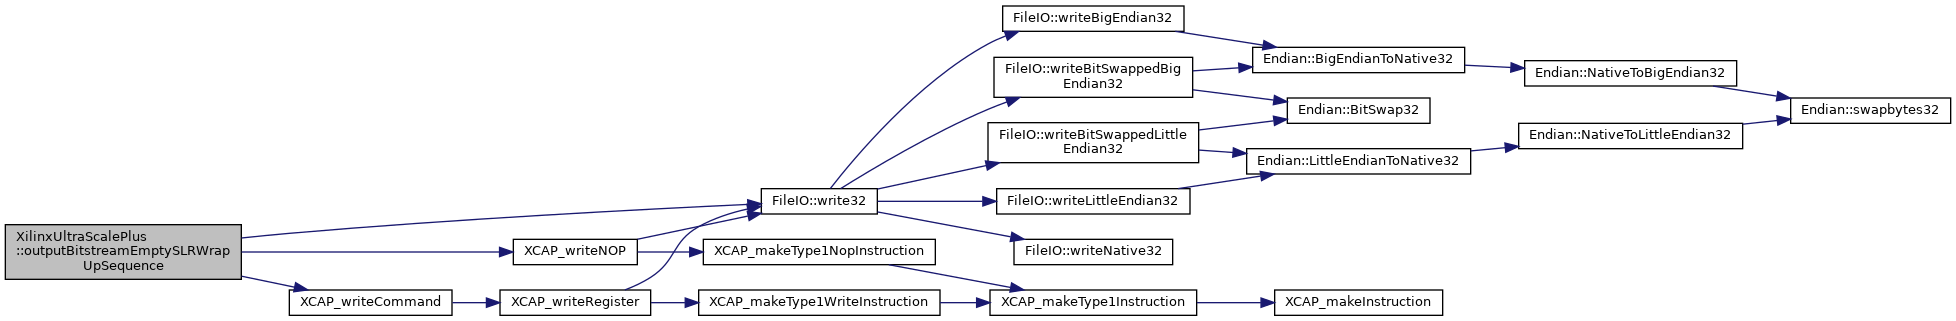 XilinxUltraScalePlus
::outputBitstreamEmptySLRWrap
UpSequence
FileIO::write32
FileIO::writeBigEndian32
Endian::BigEndianToNative32
Endian::NativeToBigEndian32
Endian::swapbytes32
FileIO::writeBitSwappedBig
Endian32
Endian::BitSwap32
FileIO::writeBitSwappedLittle
Endian32
Endian::LittleEndianToNative32
Endian::NativeToLittleEndian32
FileIO::writeLittleEndian32
FileIO::writeNative32
XCAP_writeNOP
XCAP_makeType1NopInstruction
XCAP_writeCommand
XCAP_writeRegister
XCAP_makeType1WriteInstruction
XCAP_makeType1Instruction
XCAP_makeInstruction